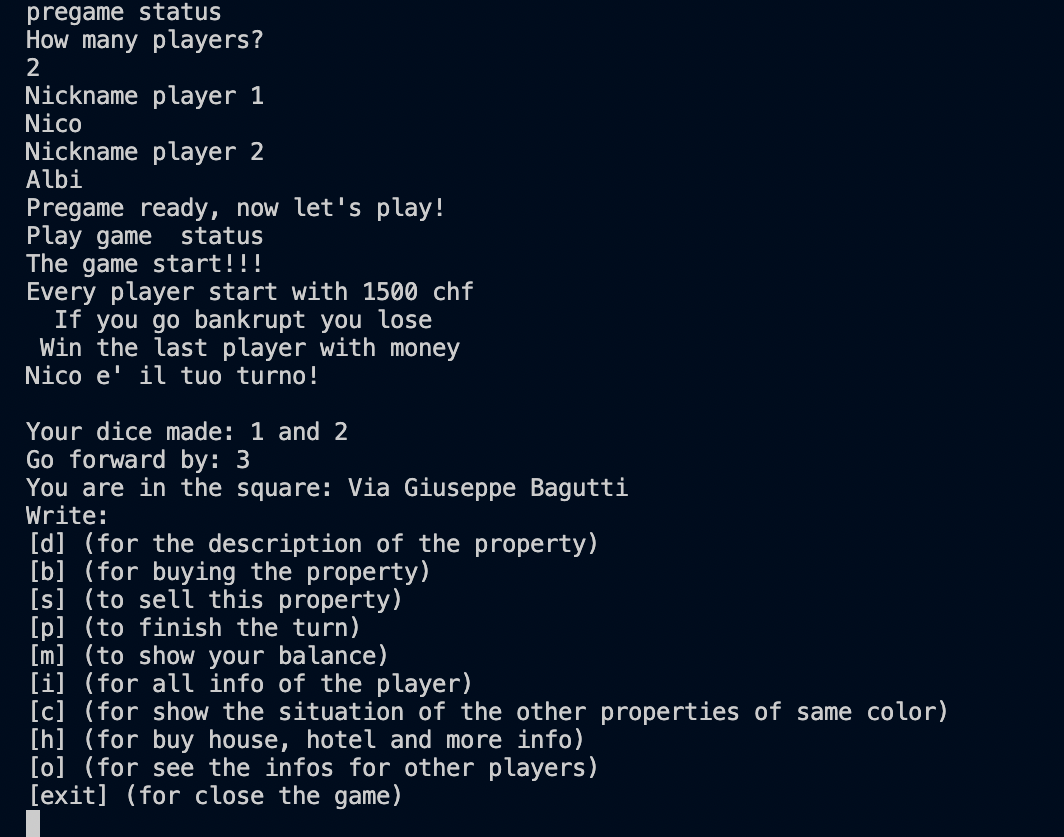 pregame status
How many players?
2
Nickname player 1
Nico
Nickname player 2
Albi
Pregame ready, now let's play!
Play game  status
The game start!!!
Every player start with 1500 chf
  If you go bankrupt you lose
 Win the last player with money
Nico e' il tuo turno!

Your dice made: 1 and 2
Go forward by: 3
You are in the square: Via Giuseppe Bagutti
Write:
[d] (for the description of the property)
[b] (for buying the property)
[s] (to sell this property)
[p] (to finish the turn)
[m] (to show your balance)
[i] (for all info of the player)
[c] (for show the situation of the other properties of same color)
[h] (for buy house, hotel and more info)
[o] (for see the infos for other players)
[exit] (for close the game)